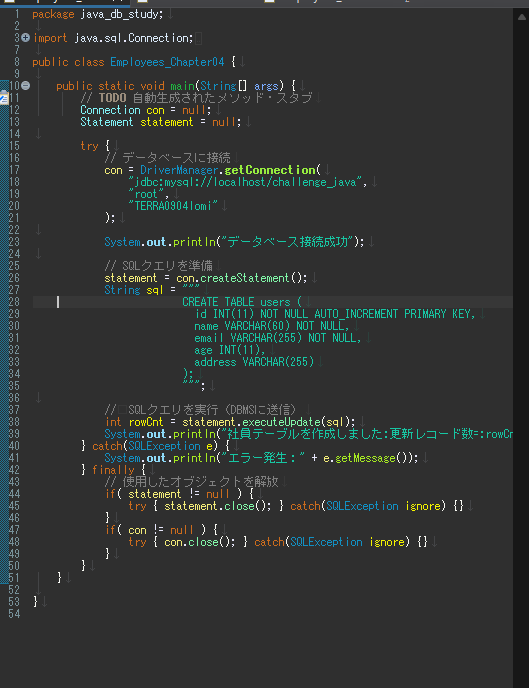 1 package java_db_study;
2
3 import java.sql.Connection;
7
8 public class Employees_Chapter04 {
9
10 public static void main(String[] args) {
11 // TODO 自動生成されたメソッド・スタブ
12 Connection con = null;
13 Statement statement = null;
14
15 try {
16 // データベースに接続
17 con = DriverManager.getConnection(
18 "jdbc:mysql://localhost/challenge_java",
19 "root",
20 "TERRA0904lomi"
21 );
22
23 System.out.println("データベース接続成功");
24
25 // SQLクエリを準備
26 statement = con.createStatement();
27 String sql = """
28 CREATE TABLE users (
29 id INT(11) NOT NULL AUTO_INCREMENT PRIMARY KEY,
30 name VARCHAR(60) NOT NULL,
31 email VARCHAR(255) NOT NULL,
32 age INT(11),
33 address VARCHAR(255)
34 );
35 """;
36
37 //　SQLクエリを実行（DBMSに送信）
38 int rowCnt = statement.executeUpdate(sql);
39 System.out.println("社員テーブルを作成しました:更新レコード数=:rowCn
40 } catch(SQLException e) {
41 System.out.println("エラー発生：" + e.getMessage());
42 } finally {
43 // 使用したオブジェクトを解放
44 if( statement != null ) {
45 try { statement.close(); } catch(SQLException ignore) {}
46 }
47 if( con != null ) {
48 try { con.close(); } catch(SQLException ignore) {}
49 }
50 }
51 }
52
53 }
54